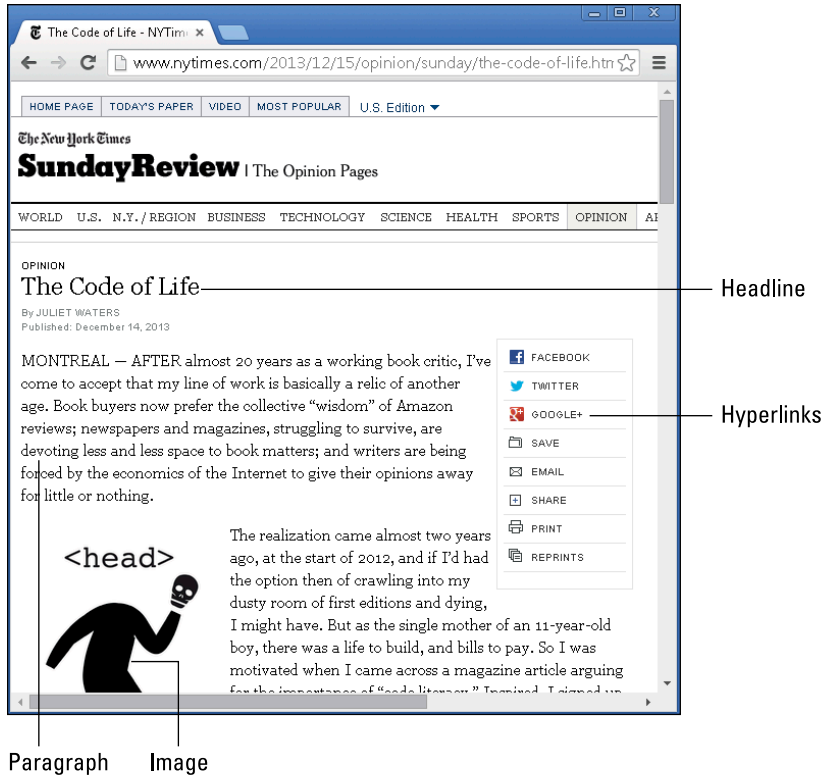 The Code of Life - NYTim
www.nytimes.com/2013/12/15/opinion/sunday/the-code-of-life.htm
HOME PAGE TODAY'S PAPER VIDEO MOST POPULAR U.S. Edition
The New York Times
SundayReview | The Opinion Pages
WORLD U.S. N.Y. / REGION BUSINESS TECHNOLOGY SCIENCE HEALTH SPORTS OPINION
OPINION
The Code of Life
Headline
By JULIET WATERS
Published: December 14, 2013
MONTREAL — AFTER almost 20 years as a working book critic, I've
come to accept that my line of work is basically a relic of another
age. Book buyers now prefer the collective “wisdom” of Amazon
reviews; newspapers and magazines, struggling to survive, are
devoting less and less space to book matters; and writers are being
forced by the economics of the Internet to give their opinions away
for little or nothing.
FACEBOOK
TWITTER
GOOGLE+
Hyperlinks
SAVE
EMAIL
SHARE
PRINT
REPRINTS
<head>
The realization came almost two years
ago, at the start of 2012, and if I'd had
the option then of crawling into my
dusty room of first editions and dying,
I might have. But as the single mother of an 11-year-old
boy, there was a life to build, and bills to pay. So I was
motivated when I came across a magazine article arguing
for the importance of “code literacy.” Inspired, I signed up
Paragraph
Image